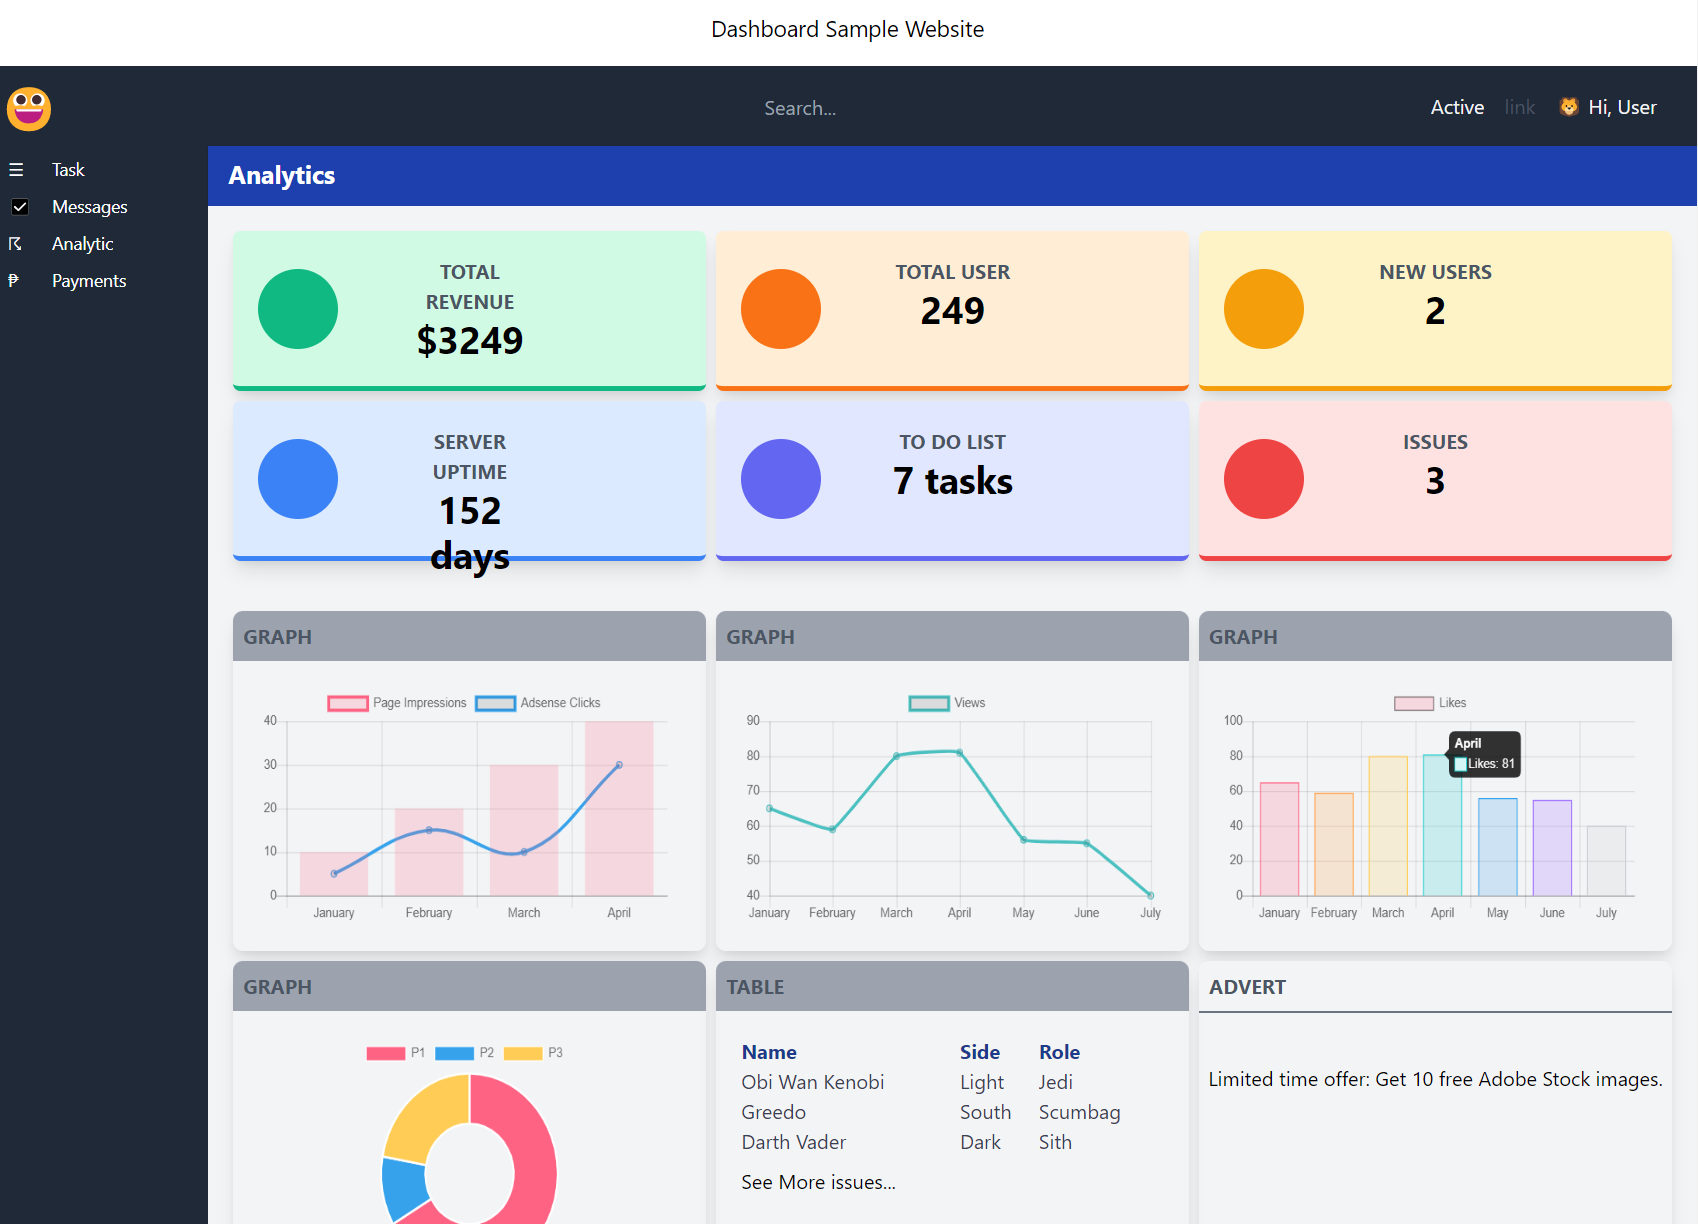 Dashboard Sample Website
Search...
Active link Hi, User
Task
Messages
Analytic
Payments
Analytics
TOTAL
REVENUE
$3249
TOTAL USER
249
NEW USERS
2
SERVER
UPTIME
152
days
TO DO LIST
7 tasks
ISSUES
3
GRAPH
Page Impressions Adsense Clicks
40
30
20
10
0
January February March April
GRAPH
Views
90
80
70
60
50
40
January February March April May June July
GRAPH
Likes
100
80
60
40
20
0
April
Likes: 81
January February March April May June July
GRAPH
P1 P2 P3
TABLE
Name Side Role
Obi Wan Kenobi Light Jedi
Greedo South Scumbag
Darth Vader Dark Sith
See More issues...
ADVERT
Limited time offer: Get 10 free Adobe Stock images.